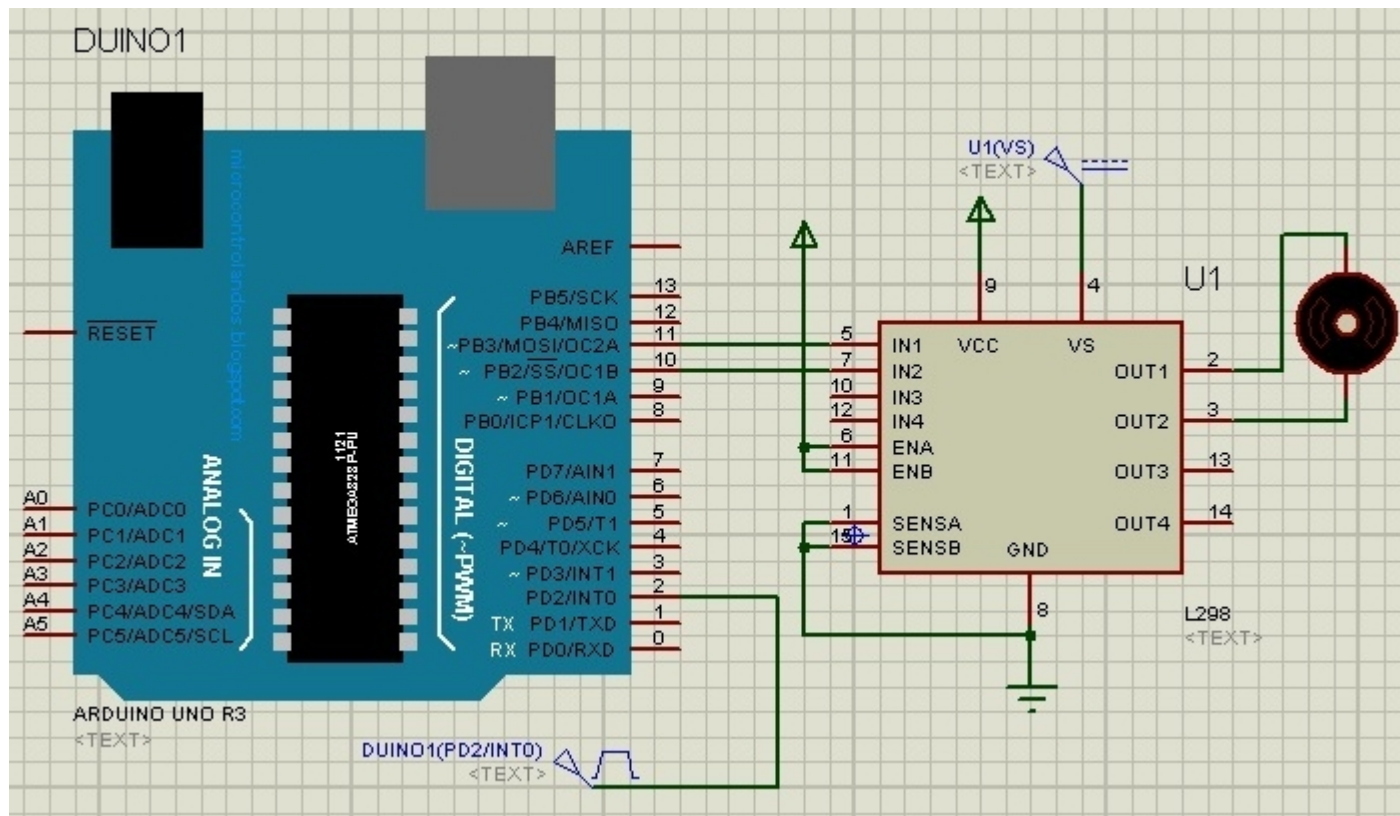 DUINO1
microcontrolandos.blogspot.com
RESET
AREF
PB5/SCK 13
PB4/MISO 12
~PB3/MOSI/OC2A 11
~ PB2/SS/OC1B 10
~ PB1/OC1A 9
PB0/ICP1/CLKO 8
PD7/AIN1 7
~ PD6/AIN0 6
~ PD5/T1 5
PD4/T0/XCK 4
~ PD3/INT1 3
PD2/INT0 2
TX PD1/TXD 1
RX PD0/RXD 0
DIGITAL (~PWM)
1121
ANALOG IN
A0 PC0/ADC0
A1 PC1/ADC1
A2 PC2/ADC2
A3 PC3/ADC3
A4 PC4/ADC4/SDA
A5 PC5/ADC5/SCL
ARDUINO UNO R3
<TEXT>
DUINO1(PD2/INT0)
<TEXT>
U1(VS)
<TEXT>
9
4
U1
VCC
VS
5 IN1
7 IN2
10 IN3
12 IN4
6 ENA
11 ENB
1 SENSA
15 SENSB
GND
8
OUT1 2
OUT2 3
OUT3 13
OUT4 14
L298
<TEXT>